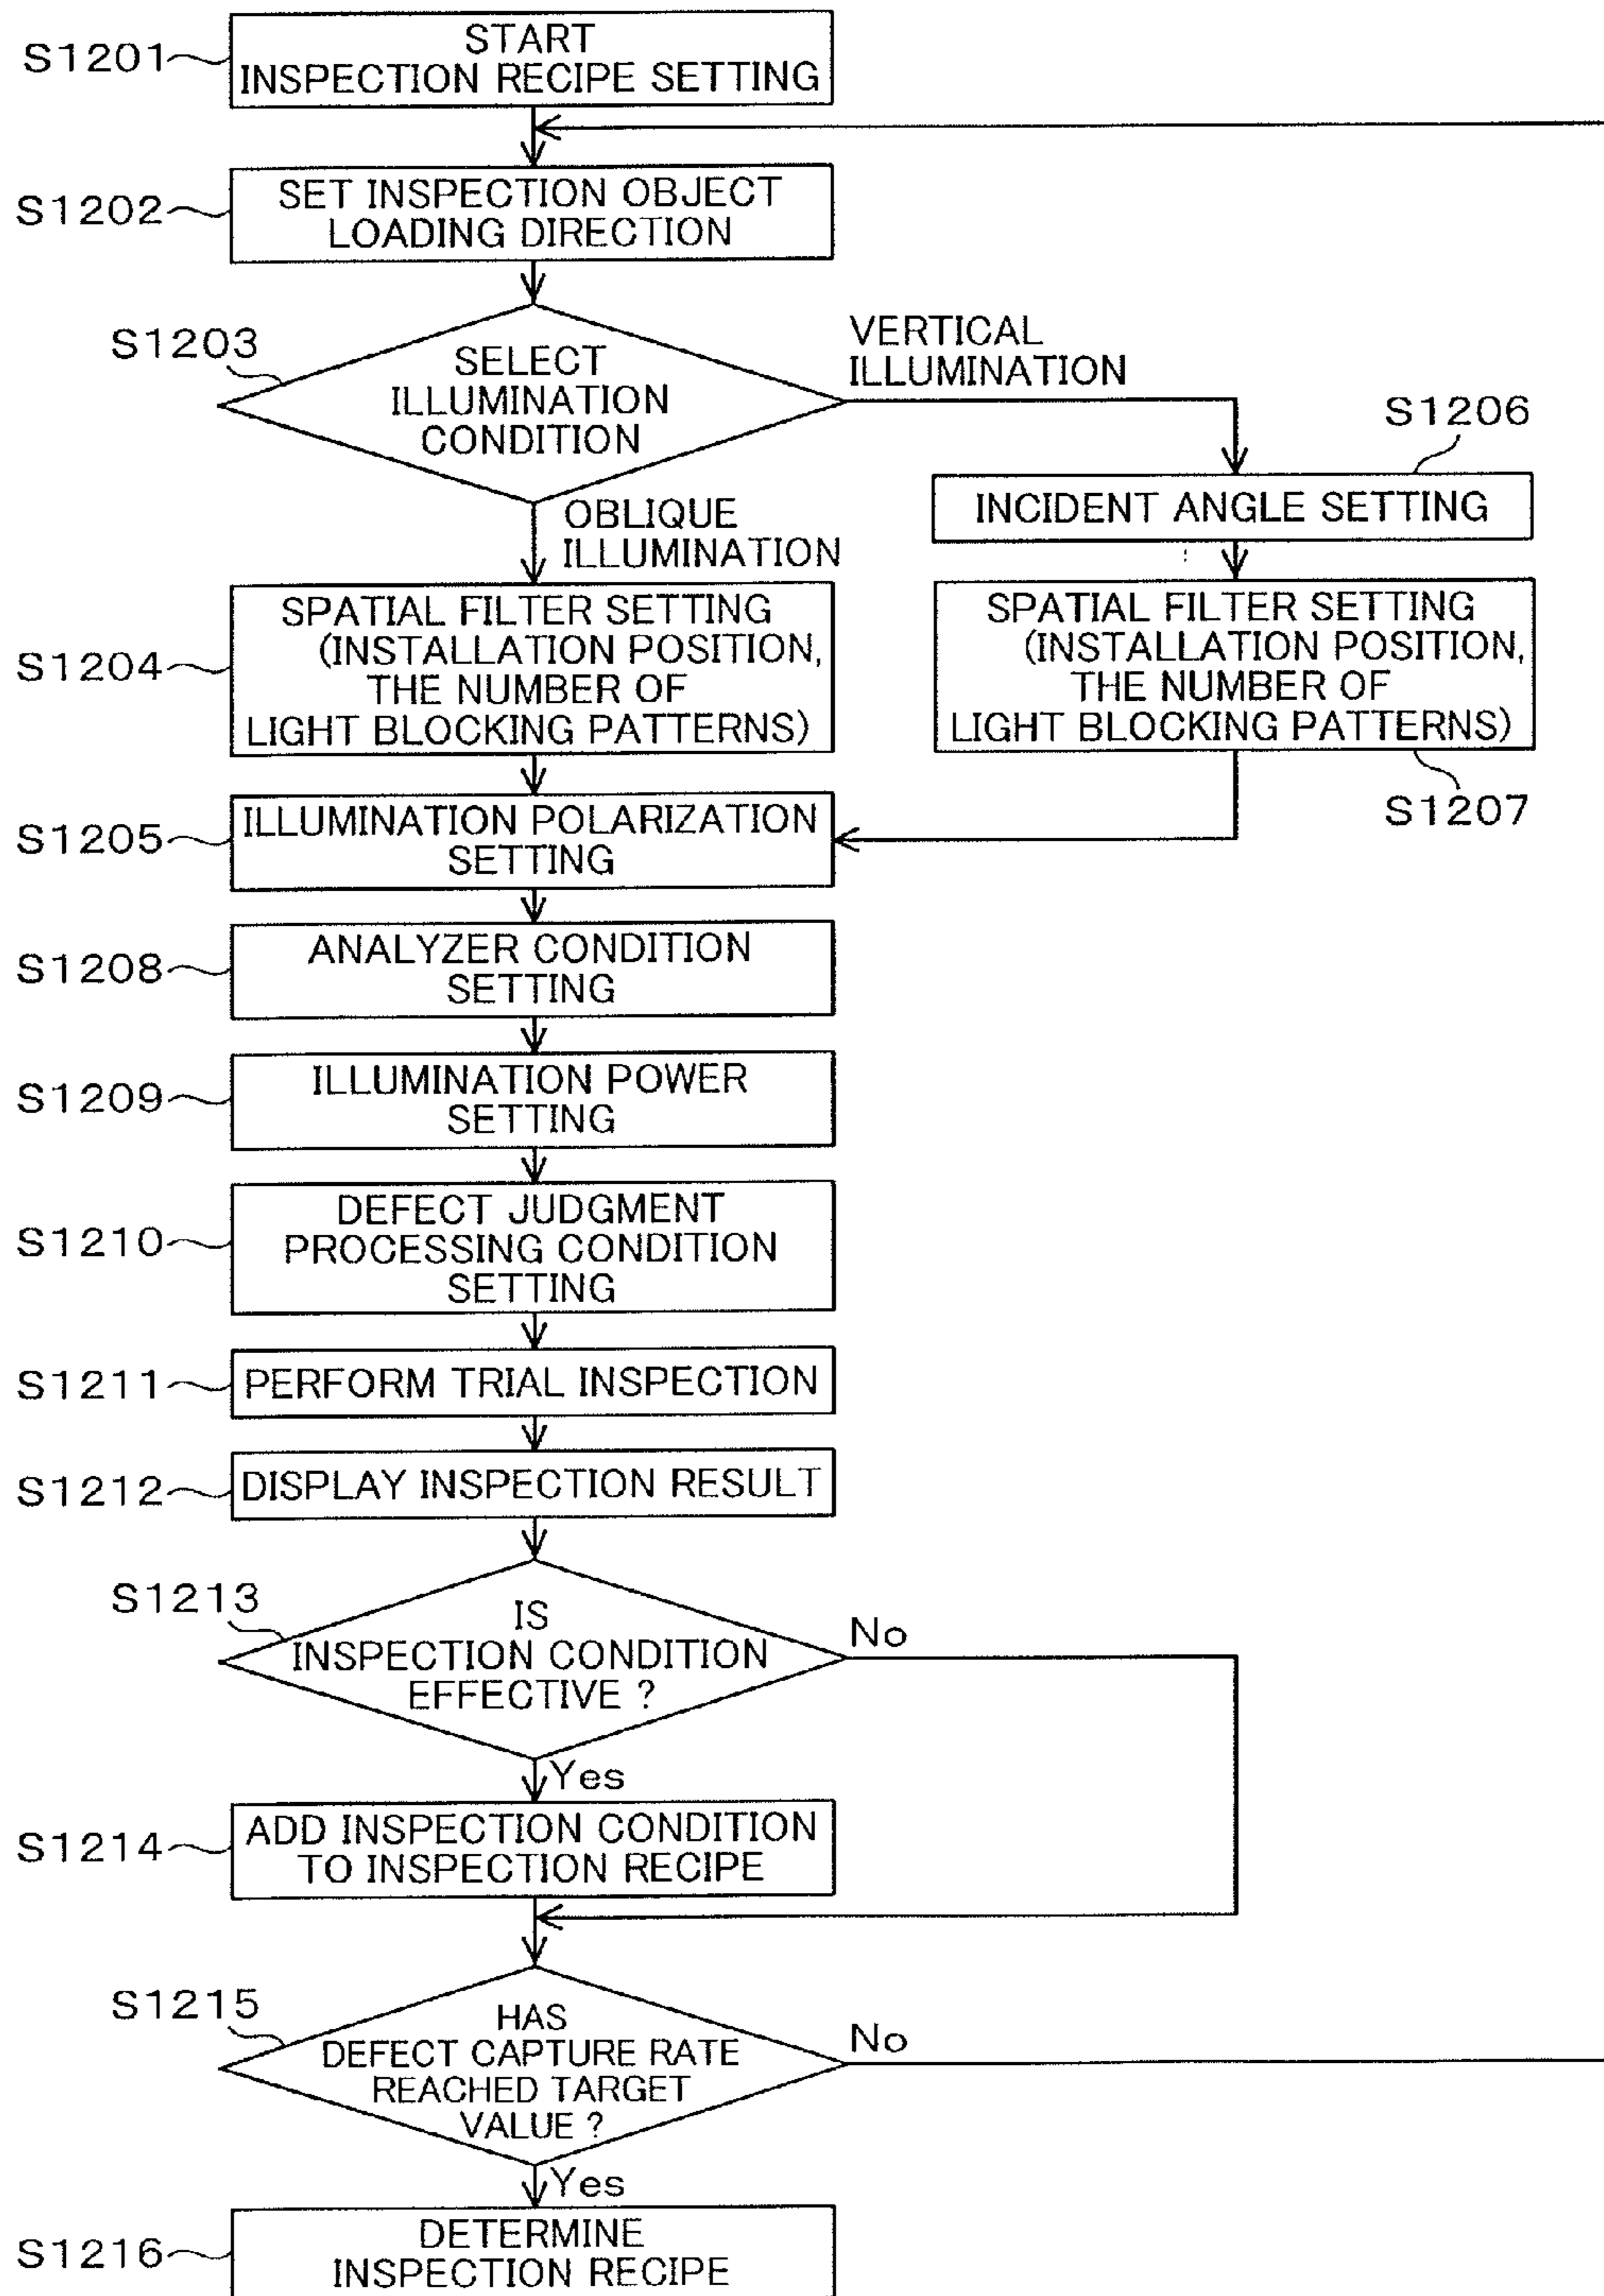 S1201
START
INSPECTION RECIPE SETTING
S1202
SET INSPECTION OBJECT
LOADING DIRECTION
S1203
SELECT
ILLUMINATION
CONDITION
VERTICAL
ILLUMINATION
OBLIQUE
ILLUMINATION
S1206
INCIDENT ANGLE SETTING
S1204
SPATIAL FILTER SETTING
(INSTALLATION POSITION,
THE NUMBER OF
LIGHT BLOCKING PATTERNS)
SPATIAL FILTER SETTING
(INSTALLATION POSITION,
THE NUMBER OF
LIGHT BLOCKING PATTERNS)
S1207
S1205
ILLUMINATION POLARIZATION
SETTING
S1208
ANALYZER CONDITION
SETTING
S1209
ILLUMINATION POWER
SETTING
S1210
DEFECT JUDGMENT
PROCESSING CONDITION
SETTING
S1211
PERFORM TRIAL INSPECTION
S1212
DISPLAY INSPECTION RESULT
S1213
IS
INSPECTION CONDITION
EFFECTIVE ?
No
Yes
S1214
ADD INSPECTION CONDITION
TO INSPECTION RECIPE
S1215
HAS
DEFECT CAPTURE RATE
REACHED TARGET
VALUE ?
No
Yes
S1216
DETERMINE
INSPECTION RECIPE